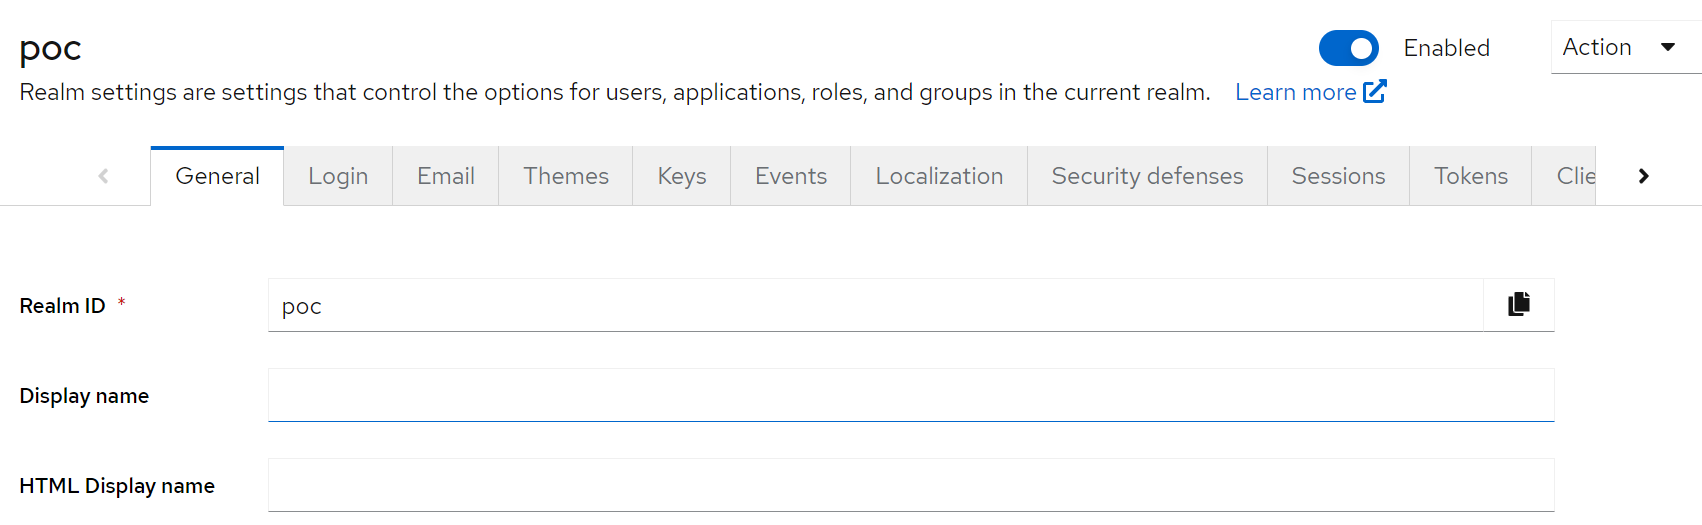 poc
Enabled
Action
Realm settings are settings that control the options for users, applications, roles, and groups in the current realm. Learn more
General Login Email Themes Keys Events Localization Security defenses Sessions Tokens Clie
Realm ID * poc
Display name
HTML Display name